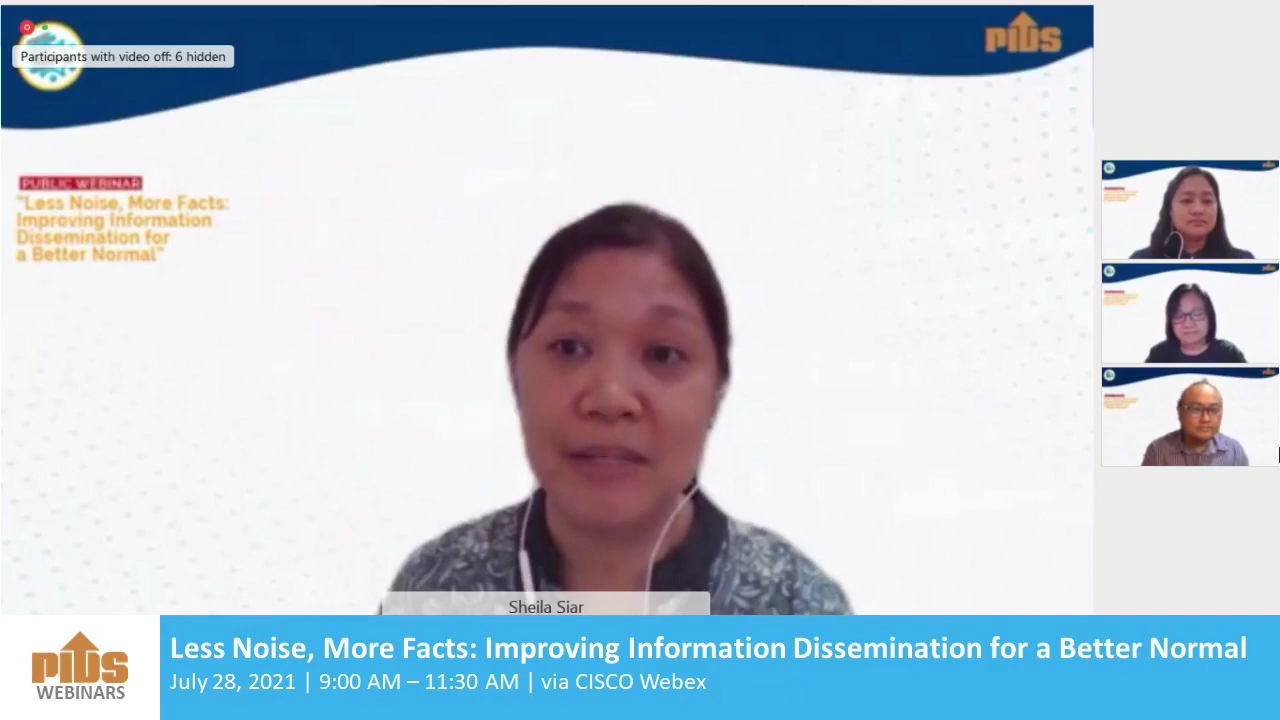 Participants with video off: 6 hidden
PIDS
PUBLIC WEBINAR
"Less Noise, More Facts:
Improving Information
Dissemination for
a Better Normal"
Sheila Siar
PIDS
WEBINARS
Less Noise, More Facts: Improving Information Dissemination for a Better Normal
July 28, 2021 | 9:00 AM – 11:30 AM | via CISCO Webex